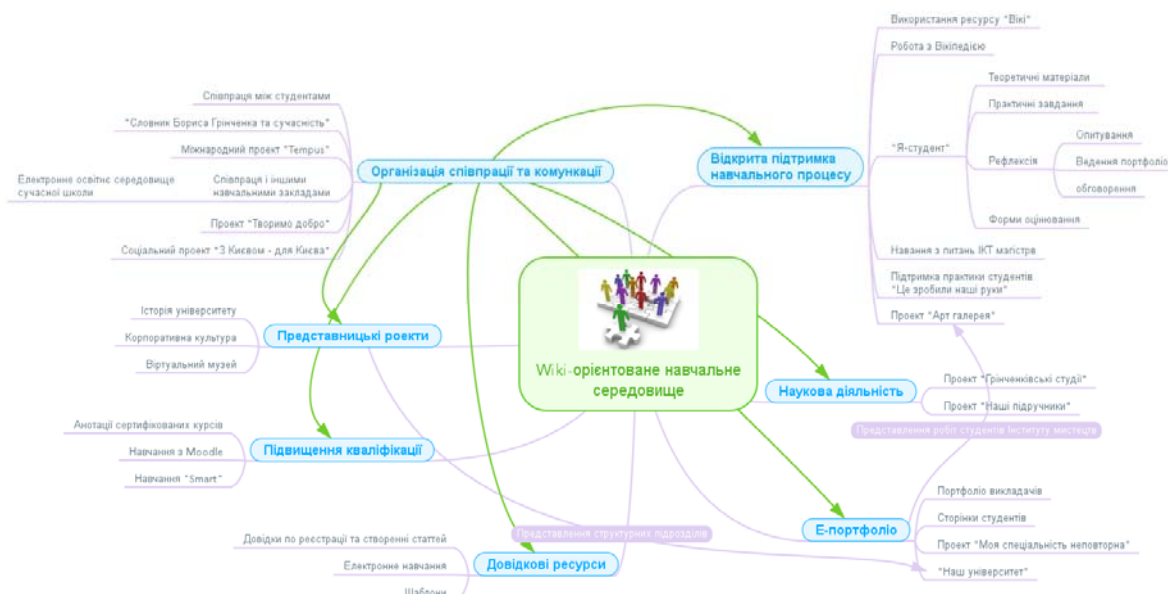 Використання ресурсу "Вікі"
Робота з Вікіпедією
Теоретичні матеріали
Практичні завдання
"Я-студент"
Рефлексія
Опитування
Ведення портфоліо
обговорення
Форми оцінювання
Відкрита підтримка
навчального процесу
Навання з питань ІКТ магістрв
Підтримка практики студентів
"Це зробили наші руки"
Проект "Арт галерея"
Співпраця між студентами
"Словник Бориса Грінченка та сучасність"
Міжнародний проект "Tempus"
Організація співпраці та комункації
Електронне освітнє середовище
сучасної школи
Співпраця і іншими
навчальними закладами
Проект "Творимо добро"
Соціальний проект "З Києвом - для Києва"
Історія університету
Представницькі роекти
Корпоративна культура
Віртуальний музей
Wiki-орієнтоване навчальне
середовище
Наукова діяльність
Проект "Грінченківські студії"
Проект "Наші підручники"
Представлення робіт студентів Інституту мистецтв
Анотації сертифікованих курсів
Підвищення кваліфікації
Навчання з Moodle
Навчання "Smart"
Е-портфоліо
Портфоліо викладачів
Сторінки студентів
Проект "Моя спеціальність неповторна"
"Наш університет"
Представлення структурних підрозділів
Довідки по реєстрації та створенні статтей
Довідкові ресурси
Електронне навчання
Шаблони